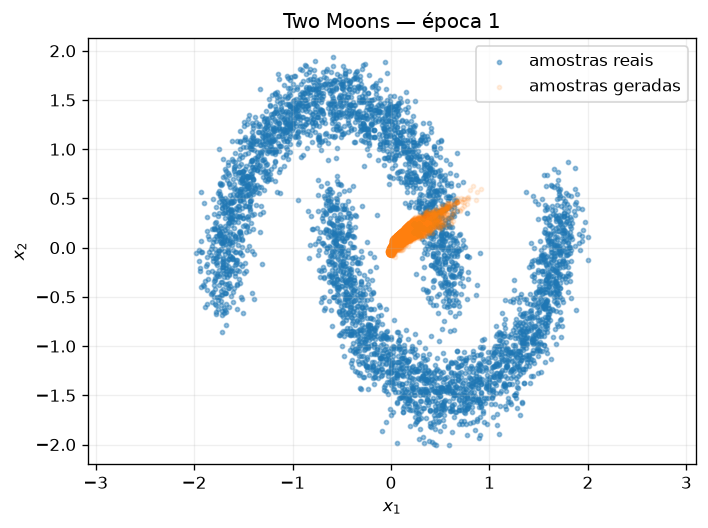 Two Moons — época 1
amostras reais
amostras geradas
2.0
1.5
1.0
0.5
0.0
−0.5
−1.0
−1.5
−2.0
x₂
−3 −2 −1 0 1 2 3
x₁